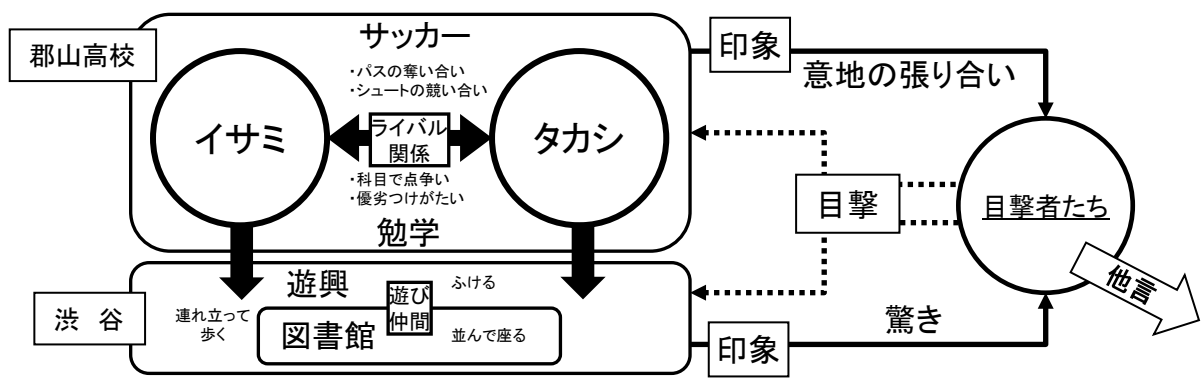 郡山高校
サッカー
・パスの奪い合い
・シュートの競い合い
イサミ
ライバル
関係
タカシ
・科目で点争い
・優劣つけがたい
勉学
印象
意地の張り合い
目撃
目撃者たち
他言
渋 谷
遊興
ふける
遊び
仲間
連れ立って
歩く
図書館
並んで座る
印象
驚き